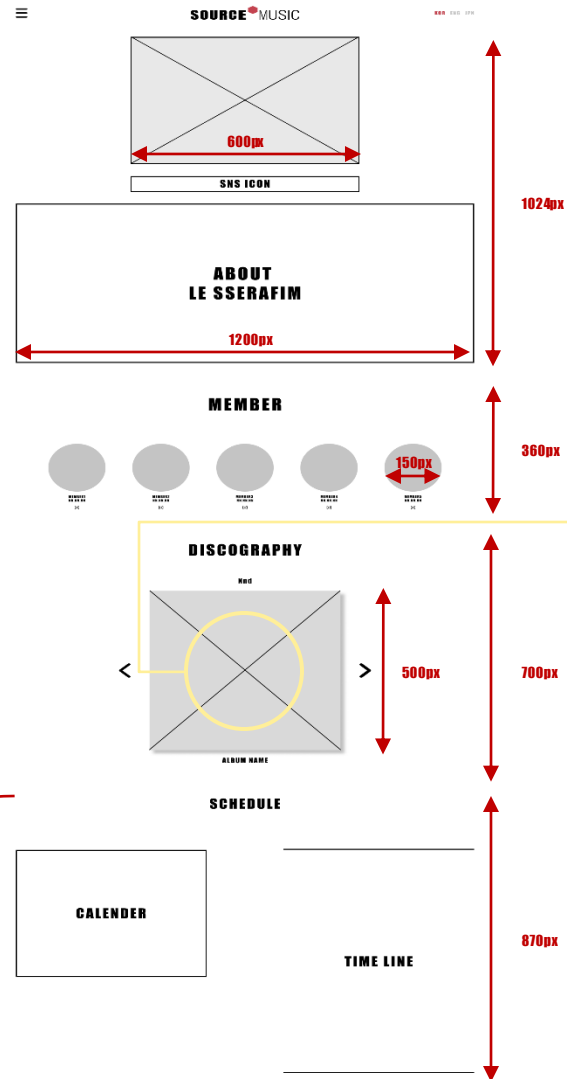 SOURCE MUSIC
600px
SNS ICON
1024px
ABOUT
LE SSERAFIM
1200px
MEMBER
360px
150px
DISCOGRAPHY
500px
700px
ALBUM NAME
SCHEDULE
CALENDER
870px
TIME LINE